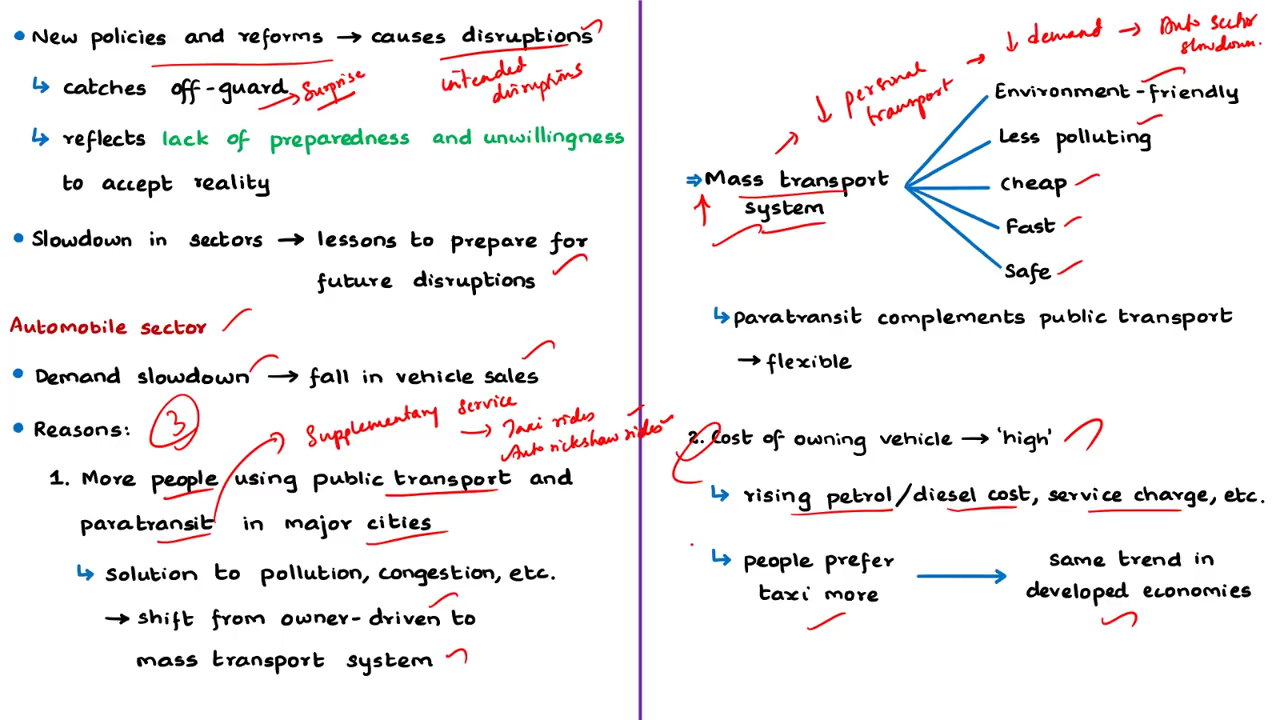 • New policies and reforms → causes disruptions
intended disruptions
↳ catches off-guard → Surprise
↳ reflects lack of preparedness and unwillingness
to accept reality
• Slowdown in sectors → lessons to prepare for
future disruptions
Automobile sector
• Demand slowdown → fall in vehicle sales
• Reasons: 3
Supplementary service
→ Taxi rides
Auto rickshaw rides
1. More people using public transport and
paratransit in major cities
↳ solution to pollution, congestion, etc.
→ shift from owner-driven to
mass transport system
↓ personal transport → ↓ demand → Auto sector slowdown.
⇒ Mass transport
system
Environment-friendly
Less polluting
Cheap
Fast
Safe
↳ paratransit complements public transport
→ flexible
2. Cost of owning vehicle → 'high'
↳ rising petrol/diesel cost, service charge, etc.
↳ people prefer
taxi more
same trend in
developed economies